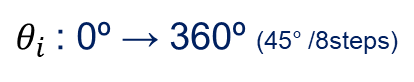 θᵢ : 0º → 360º (45° /8steps)